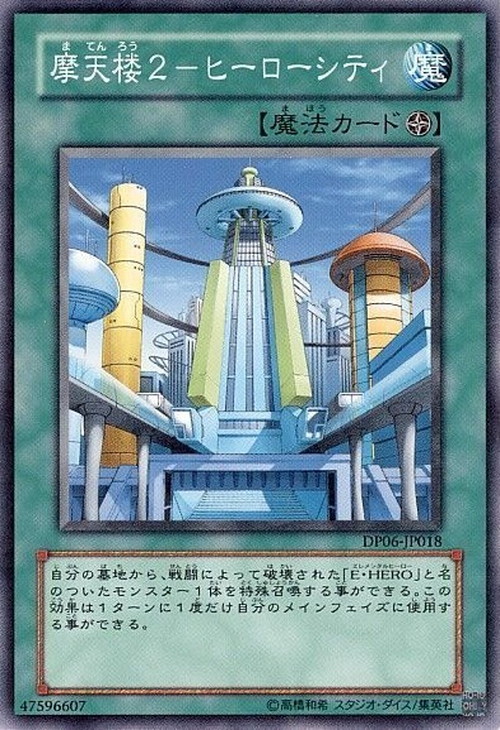 摩天楼2-ヒーローシティ 魔
【魔法カード】
DP06-JP018
自分の墓地から、戦闘によって破壊された「E・HERO」と名
のついたモンスター1体を特殊召喚する事ができる。この
効果は1ターンに1度だけ自分のメインフェイズに使用す
る事ができる。
47596607 ©高橋和希 スタジオ・ダイス/集英社